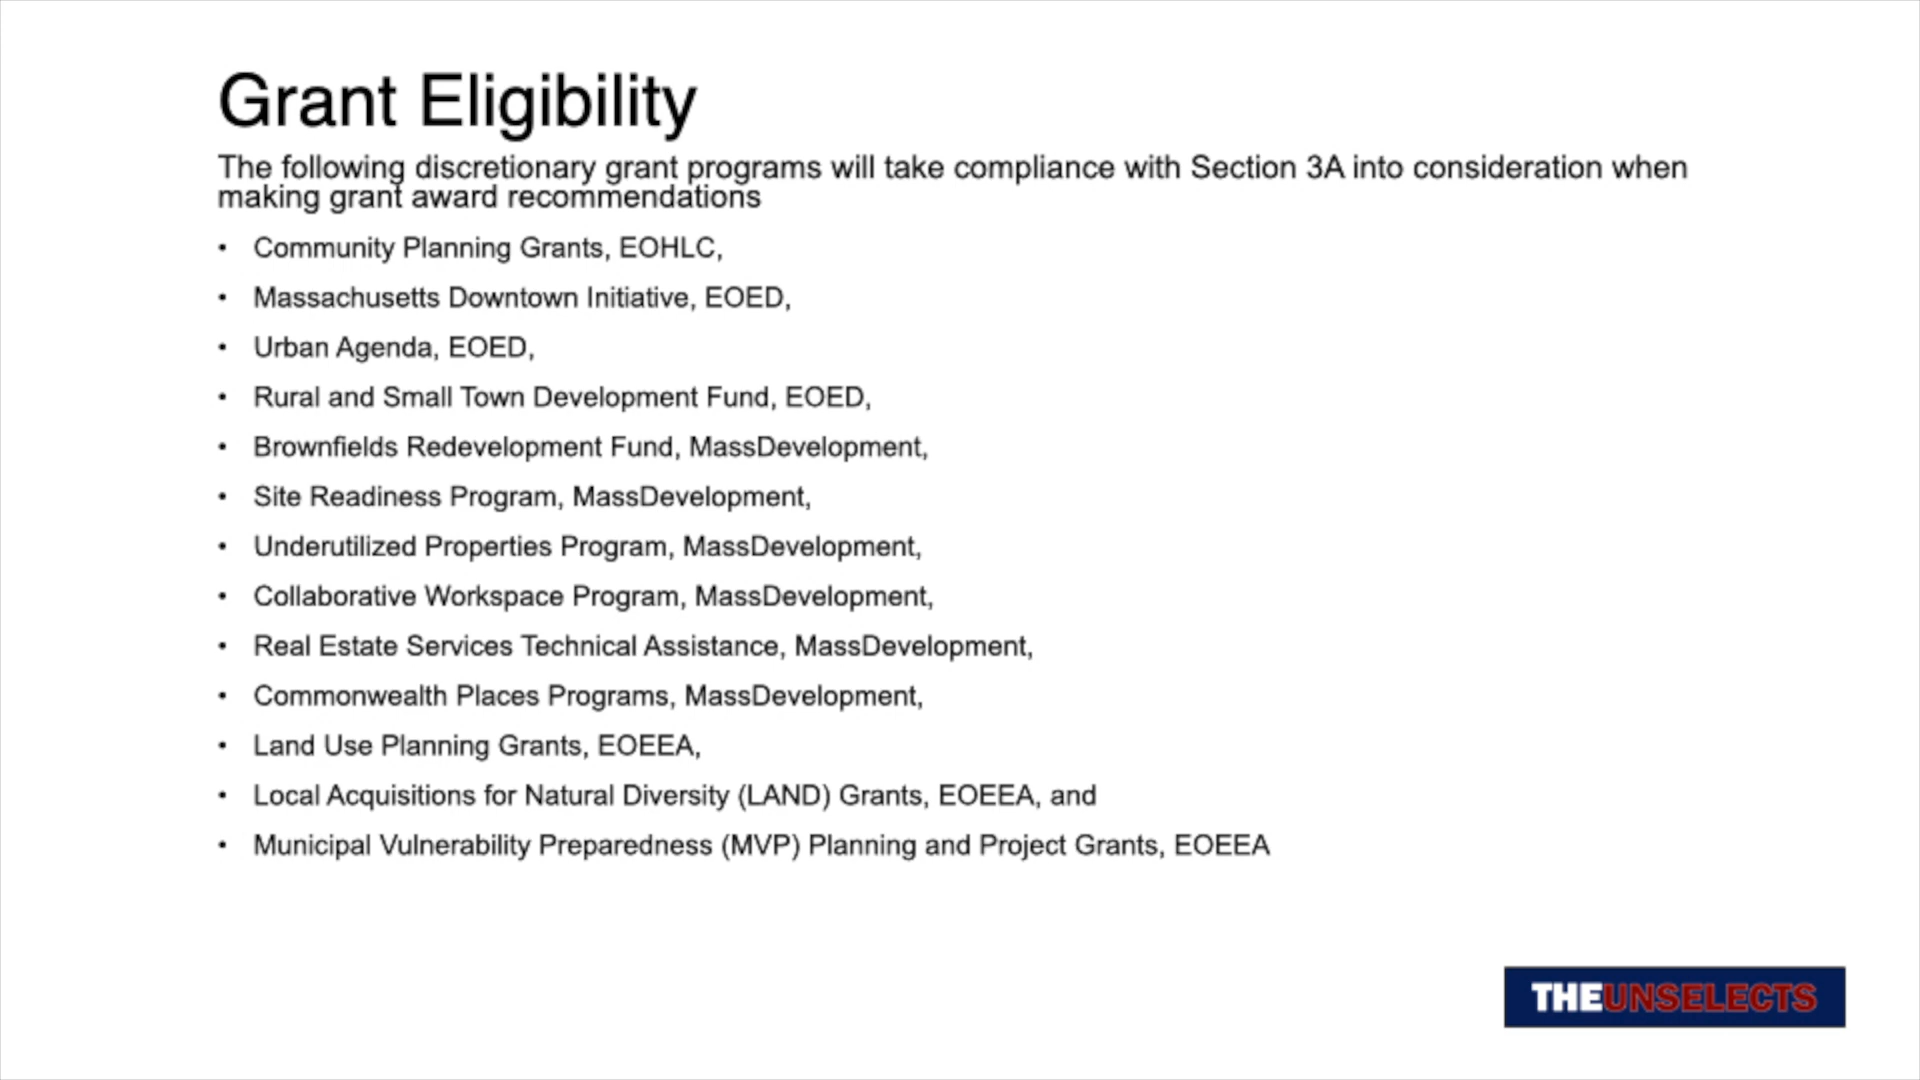 Grant Eligibility
The following discretionary grant programs will take compliance with Section 3A into consideration when
making grant award recommendations
• Community Planning Grants, EOHLC,
• Massachusetts Downtown Initiative, EOED,
• Urban Agenda, EOED,
• Rural and Small Town Development Fund, EOED,
• Brownfields Redevelopment Fund, MassDevelopment,
• Site Readiness Program, MassDevelopment,
• Underutilized Properties Program, MassDevelopment,
• Collaborative Workspace Program, MassDevelopment,
• Real Estate Services Technical Assistance, MassDevelopment,
• Commonwealth Places Programs, MassDevelopment,
• Land Use Planning Grants, EOEEA,
• Local Acquisitions for Natural Diversity (LAND) Grants, EOEEA, and
• Municipal Vulnerability Preparedness (MVP) Planning and Project Grants, EOEEA
THEUNSELECTS